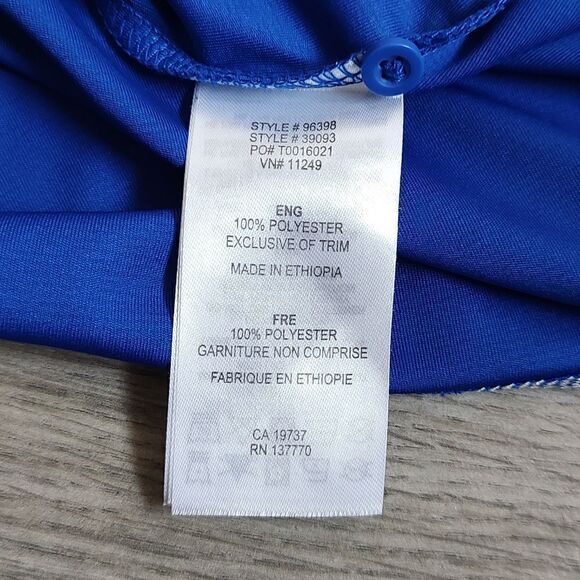 STYLE # 96398
STYLE # 39093
PO# T0016021
VN# 11249
ENG
100% POLYESTER
EXCLUSIVE OF TRIM
MADE IN ETHIOPIA
FRE
100% POLYESTER
GARNITURE NON COMPRISE
FABRIQUE EN ETHIOPIE
CA 19737
RN 137770